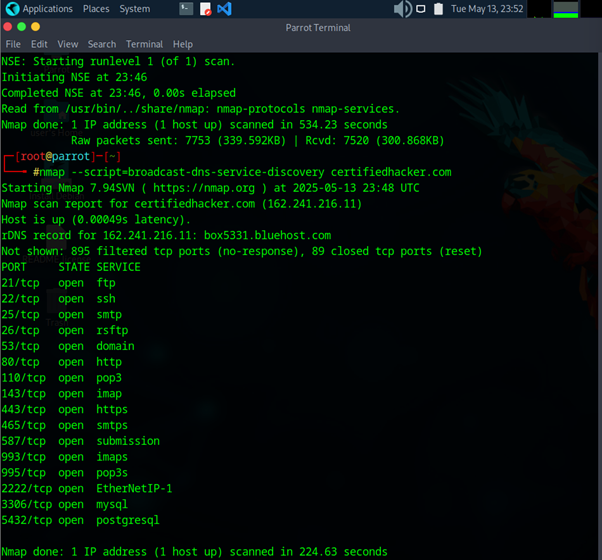 Applications Places System Tue May 13, 23:52
Parrot Terminal
File Edit View Search Terminal Help
NSE: Starting runlevel 1 (of 1) scan.
Initiating NSE at 23:46
Completed NSE at 23:46, 0.00s elapsed
Read from /usr/bin/../share/nmap: nmap-protocols nmap-services.
Nmap done: 1 IP address (1 host up) scanned in 534.23 seconds
Raw packets sent: 7753 (339.592KB) | Rcvd: 7520 (300.868KB)
[root@parrot]─[~]
#nmap --script=broadcast-dns-service-discovery certifiedhacker.com
Starting Nmap 7.94SVN ( https://nmap.org ) at 2025-05-13 23:48 UTC
Nmap scan report for certifiedhacker.com (162.241.216.11)
Host is up (0.00049s latency).
rDNS record for 162.241.216.11: box5331.bluehost.com
Not shown: 895 filtered tcp ports (no-response), 89 closed tcp ports (reset)
PORT STATE SERVICE
21/tcp open ftp
22/tcp open ssh
25/tcp open smtp
26/tcp open rsftp
53/tcp open domain
80/tcp open http
110/tcp open pop3
143/tcp open imap
443/tcp open https
465/tcp open smtps
587/tcp open submission
993/tcp open imaps
995/tcp open pop3s
2222/tcp open EtherNetIP-1
3306/tcp open mysql
5432/tcp open postgresql
Nmap done: 1 IP address (1 host up) scanned in 224.63 seconds